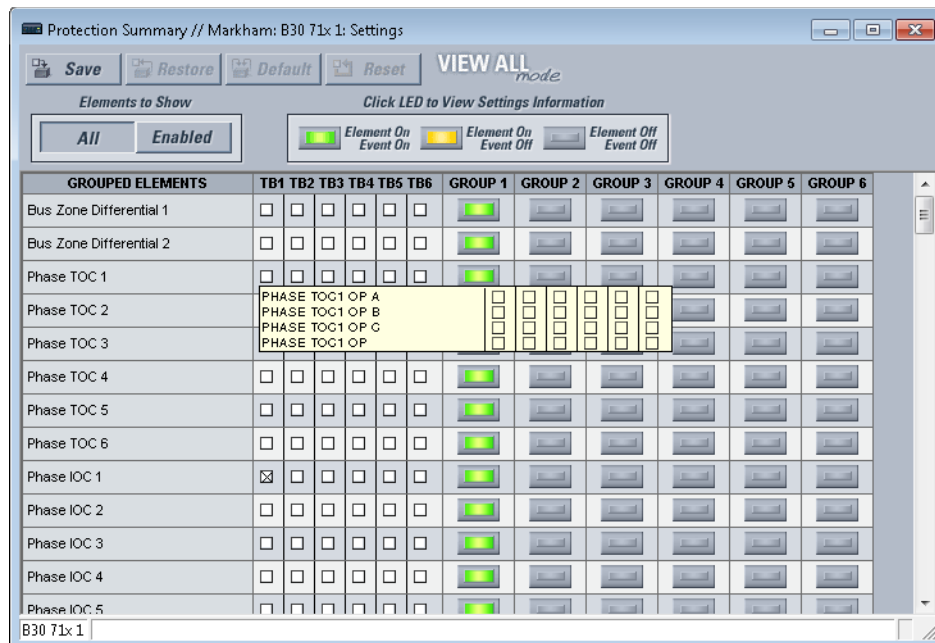 Protection Summary // Markham: B30 71x 1: Settings
Save Restore Default Reset VIEW ALL mode
Elements to Show Click LED to View Settings Information
All Enabled Element On Event On Element On Event Off Element Off Event Off
GROUPED ELEMENTS TB1 TB2 TB3 TB4 TB5 TB6 GROUP 1 GROUP 2 GROUP 3 GROUP 4 GROUP 5 GROUP 6
Bus Zone Differential 1
Bus Zone Differential 2
Phase TOC 1
PHASE TOC1 OP A
Phase TOC 2
PHASE TOC1 OP B
PHASE TOC1 OP C
Phase TOC 3
PHASE TOC1 OP
Phase TOC 4
Phase TOC 5
Phase TOC 6
Phase IOC 1
Phase IOC 2
Phase IOC 3
Phase IOC 4
Phase IOC 5
B30 71x 1